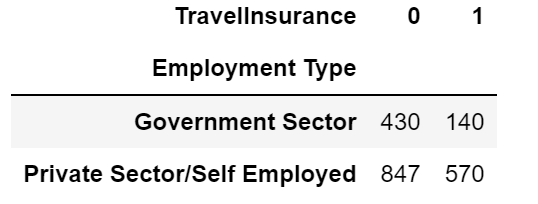 TravelInsurance 0 1
Employment Type
Government Sector 430 140
Private Sector/Self Employed 847 570